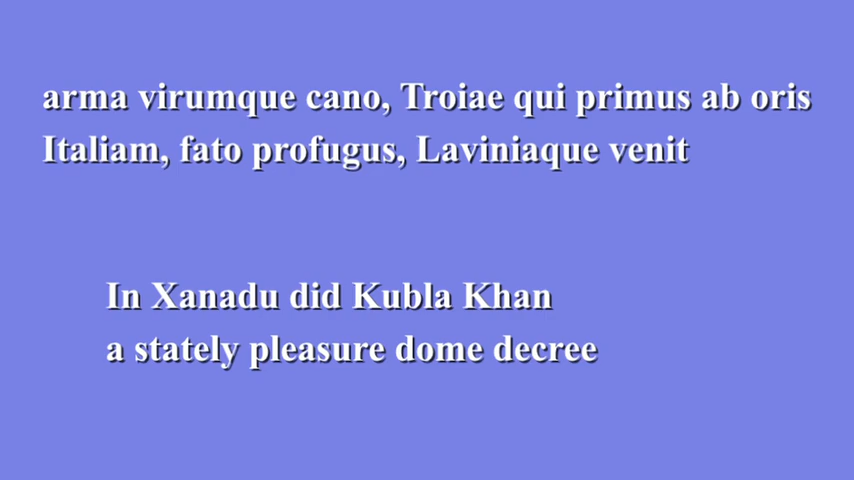 arma virumque cano, Troiae qui primus ab oris
Italiam, fato profugus, Laviniaque venit
In Xanadu did Kubla Khan
a stately pleasure dome decree